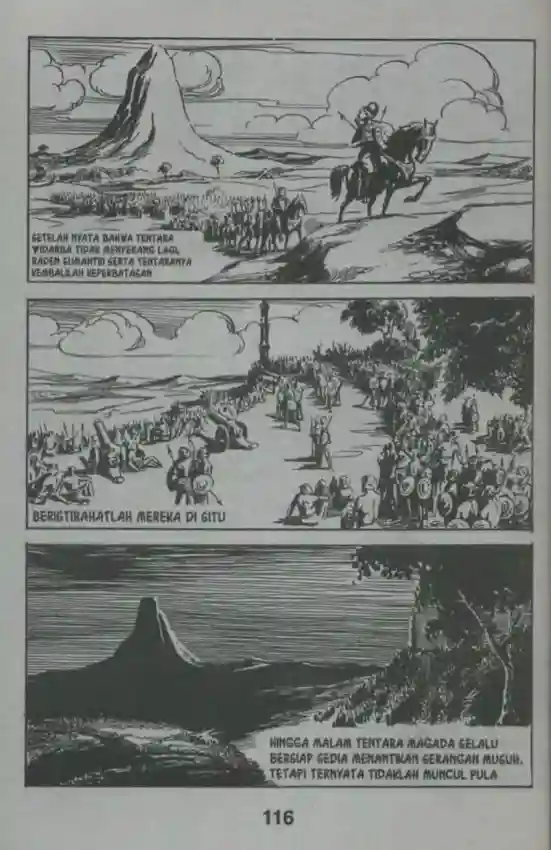 SETELAH NYATA BAHWA TENTARA
WIDARBA TIDAK MENYERANG LAGI,
RADEN SUMANTRI SERTA TENTARANYA
KEMBALILAH KEPERBATASAN
BERISTIRAHATLAH MEREKA DI SITU
HINGGA MALAM TENTARA MAGADA SELALU
BERSIAP SEDIA MENANTIKAN SERANGAN MUSUH.
TETAPI TERNYATA TIDAKLAH MUNCUL PULA
116